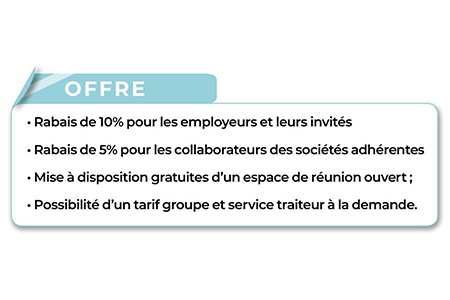 OFFRE
• Rabais de 10% pour les employeurs et leurs invités
• Rabais de 5% pour les collaborateurs des sociétés adhérentes
• Mise à disposition gratuites d'un espace de réunion ouvert ;
• Possibilité d'un tarif groupe et service traiteur à la demande.